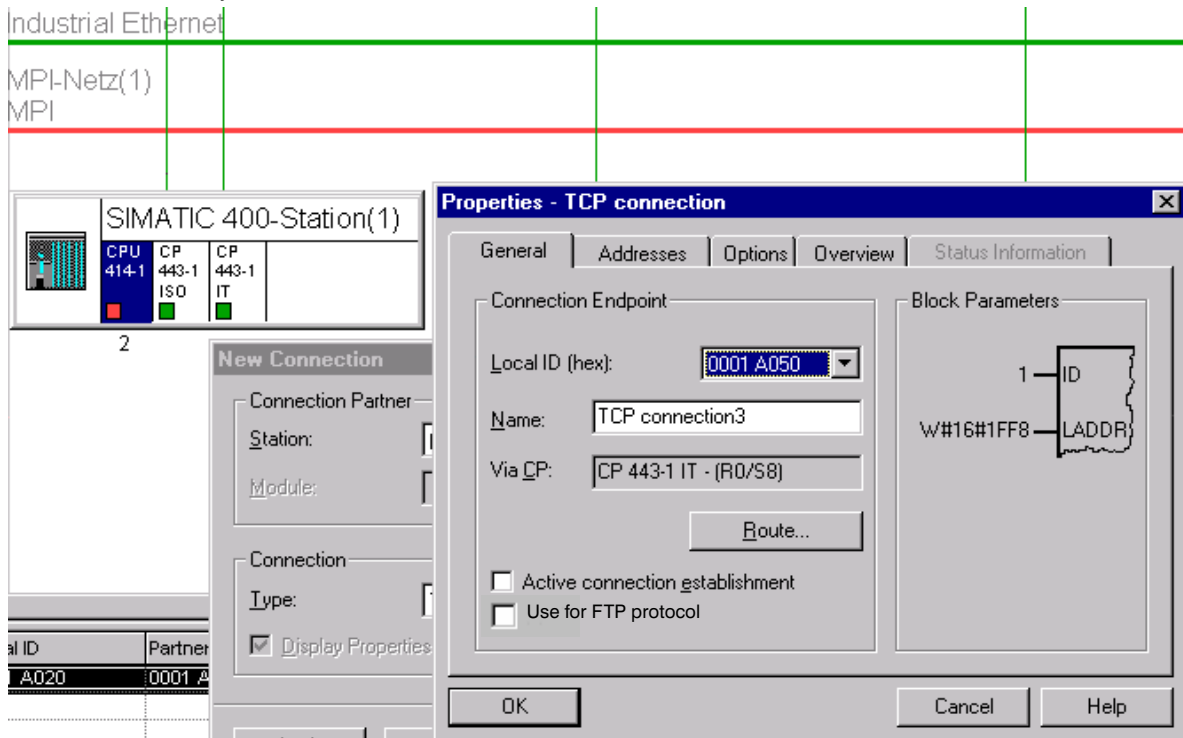 Industrial Ethernet
MPI-Netz(1)
MPI
SIMATIC 400-Station(1)
CPU 414-1
CP 443-1 ISO
CP 443-1 IT
2
New Connection
Connection Partner
Station:
Module:
Connection
Type:
Display Properties
al ID Partner
A020 0001 A
Properties - TCP connection
General Addresses Options Overview Status Information
Connection Endpoint
Local ID (hex): 0001 A050
Name: TCP connection3
Via CP: CP 443-1 IT - (R0/S8)
Route...
Active connection establishment
Use for FTP protocol
Block Parameters
1 ID
W#16#1FF8 LADDR
OK Cancel Help